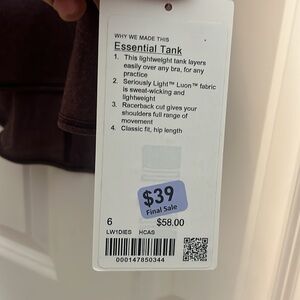 WHY WE MADE THIS
Essential Tank
1. This lightweight tank layers
easily over any bra, for any
practice
2. Seriously Light™ Luon™ fabric
is sweat-wicking and
lightweight
3. Racerback cut gives your
shoulders full range of
movement
4. Classic fit, hip length
$39
Final Sale
6 $58.00
LW1DIES HCAS
000147850344